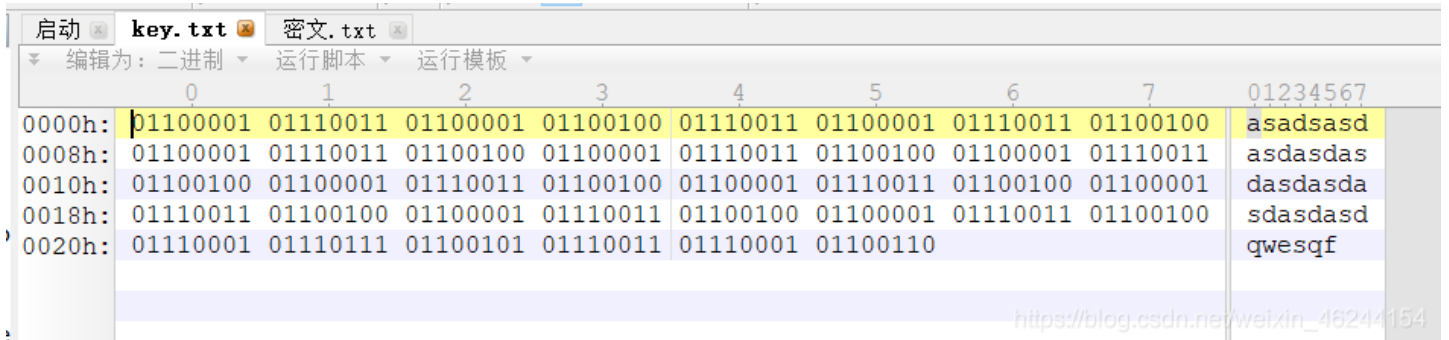 启动 key.txt 密文.txt
编辑为: 二进制 运行脚本 运行模板
0 1 2 3 4 5 6 7 01234567
0000h: 01100001 01110011 01100001 01100100 01110011 01100001 01110011 01100100 asadsasd
0008h: 01100001 01110011 01100100 01100001 01110011 01100100 01100001 01110011 asdasdas
0010h: 01100100 01100001 01110011 01100100 01100001 01110011 01100100 01100001 dasdasda
0018h: 01110011 01100100 01100001 01110011 01100100 01100001 01110011 01100100 sdasdasd
0020h: 01110001 01110111 01100101 01110011 01110001 01100110 qwesqf
https://blog.csdn.net/weixin_46244154